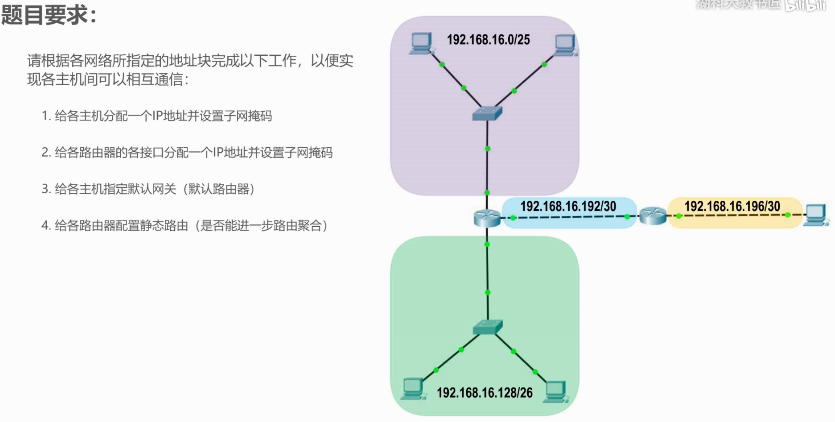 题目要求：
请根据各网络所指定的地址块完成以下工作，以便实
现各主机间可以相互通信：
1. 给各主机分配一个IP地址并设置子网掩码
2. 给各路由器的各接口分配一个IP地址并设置子网掩码
3. 给各主机指定默认网关（默认路由器）
4. 给各路由器配置静态路由（是否能进一步路由聚合）
bilibili
192.168.16.0/25
192.168.16.192/30
192.168.16.196/30
192.168.16.128/26